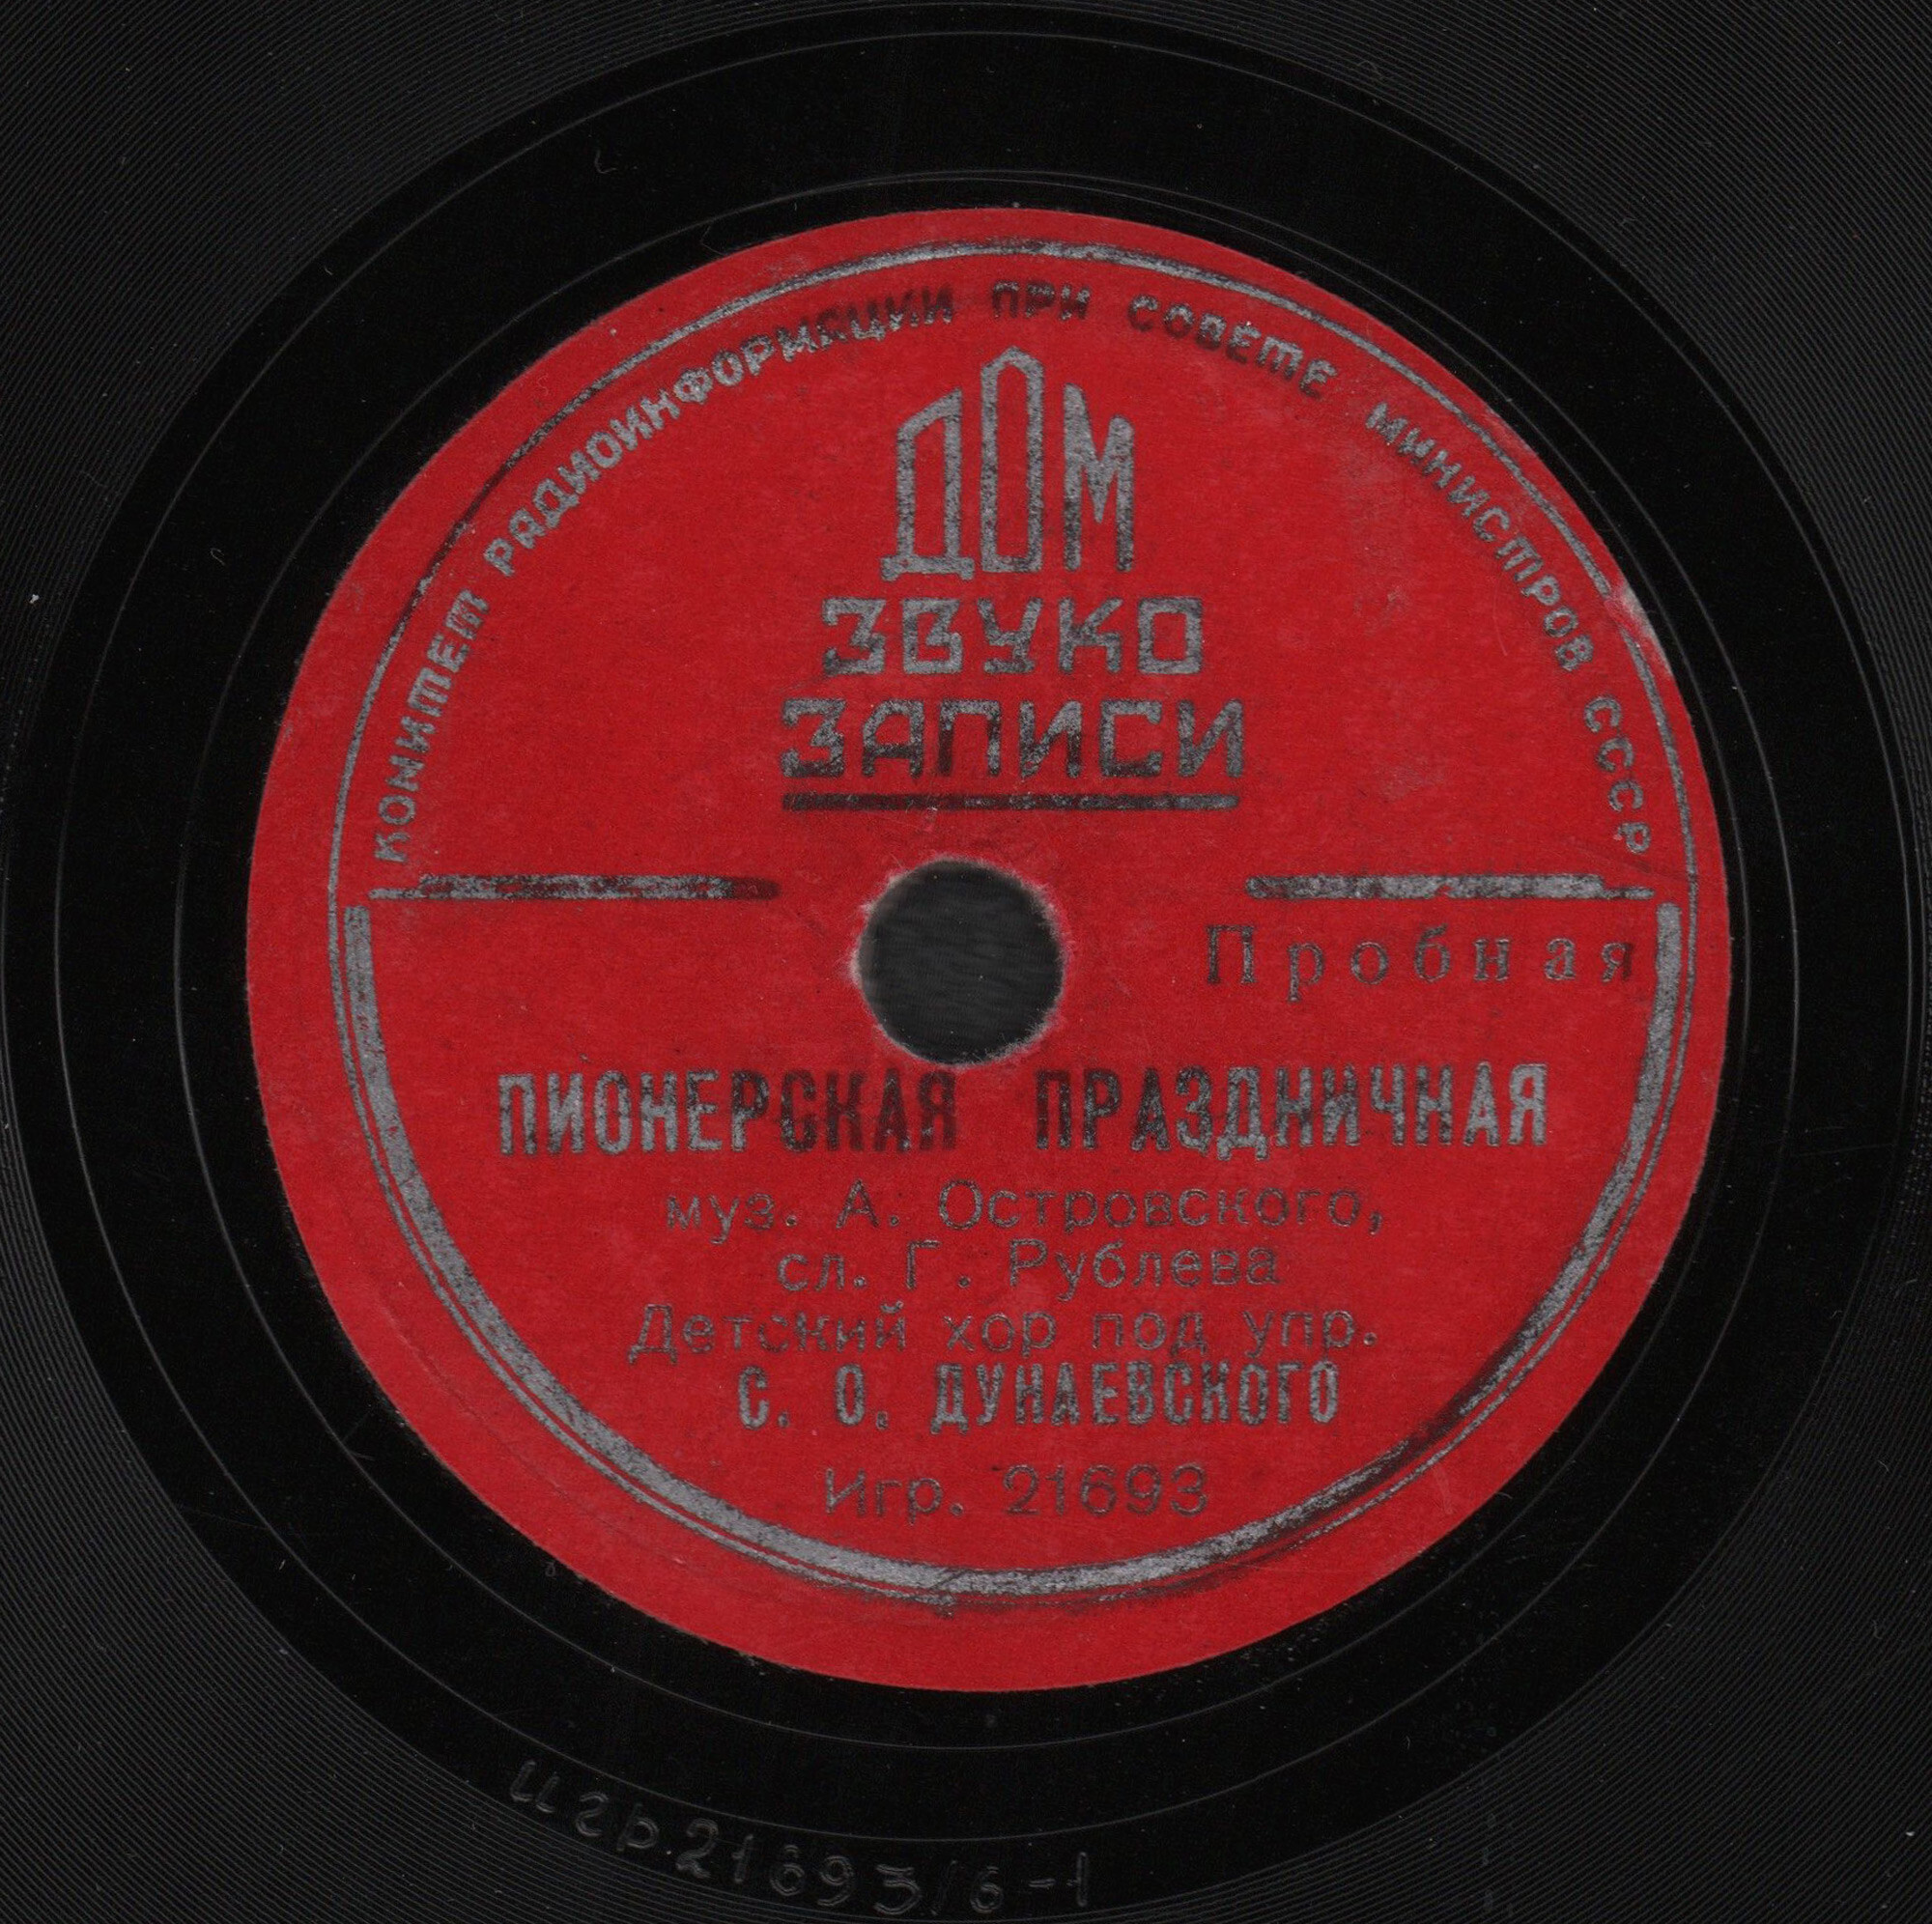 КОМИТЕТ РАДИОИНФОРМАЦИИ ПРИ СОВЕТЕ МИНИСТРОВ СССР
ДОМ
ЗВУКО
ЗАПИСИ
Пробная
ПИОНЕРСКАЯ ПРАЗДНИЧНАЯ
муз. А. Островского,
сл. Г. Рублева
Детский хор под упр.
С. О. ДУНАЕВСКОГО
Игр. 21693
игр.21693/6-1